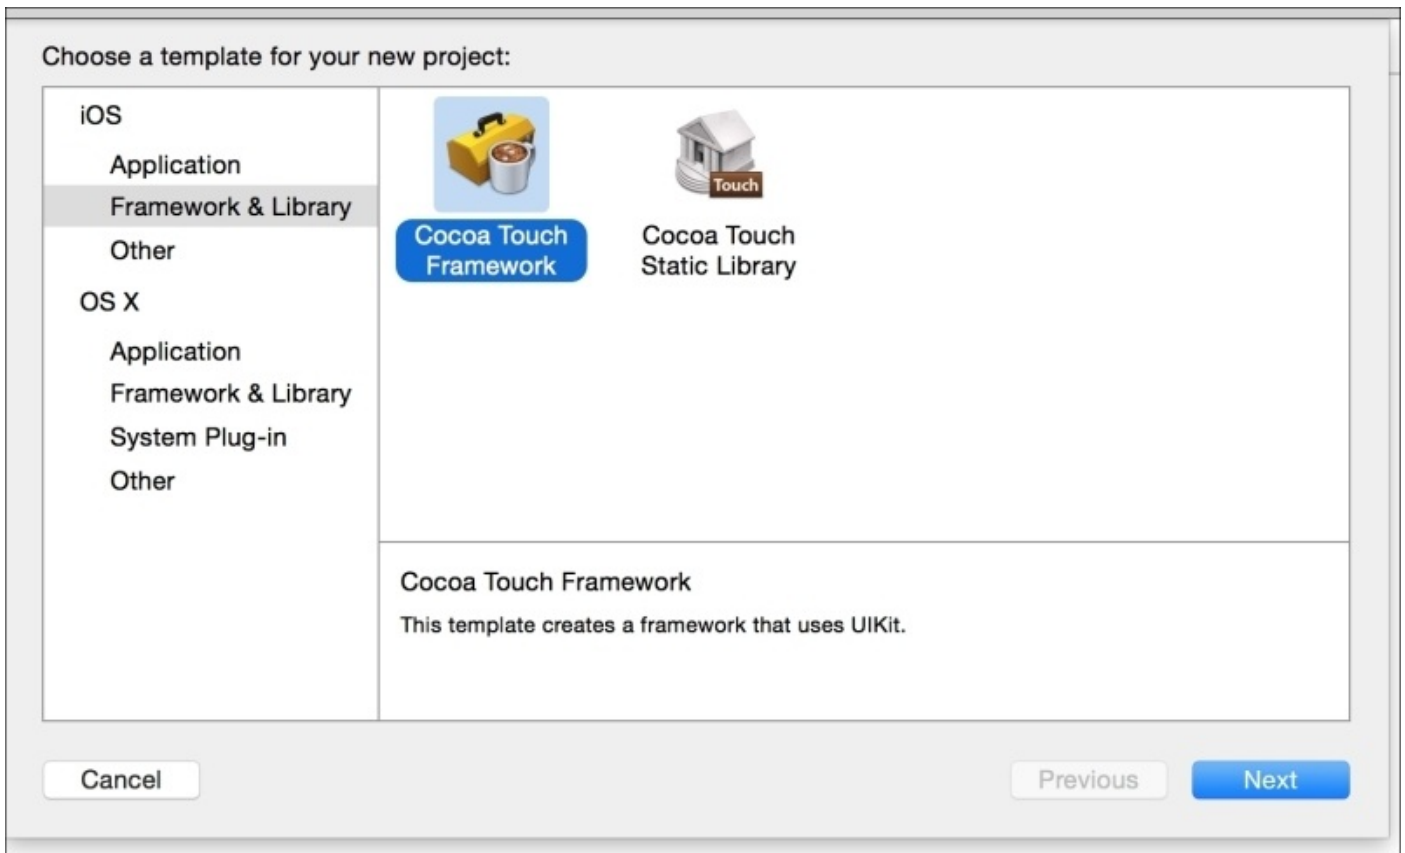 Choose a template for your new project:
iOS
Application
Framework & Library
Other
OS X
Application
Framework & Library
System Plug-in
Other
Cocoa Touch
Framework
Touch
Cocoa Touch
Static Library
Cocoa Touch Framework
This template creates a framework that uses UIKit.
Cancel
Previous
Next